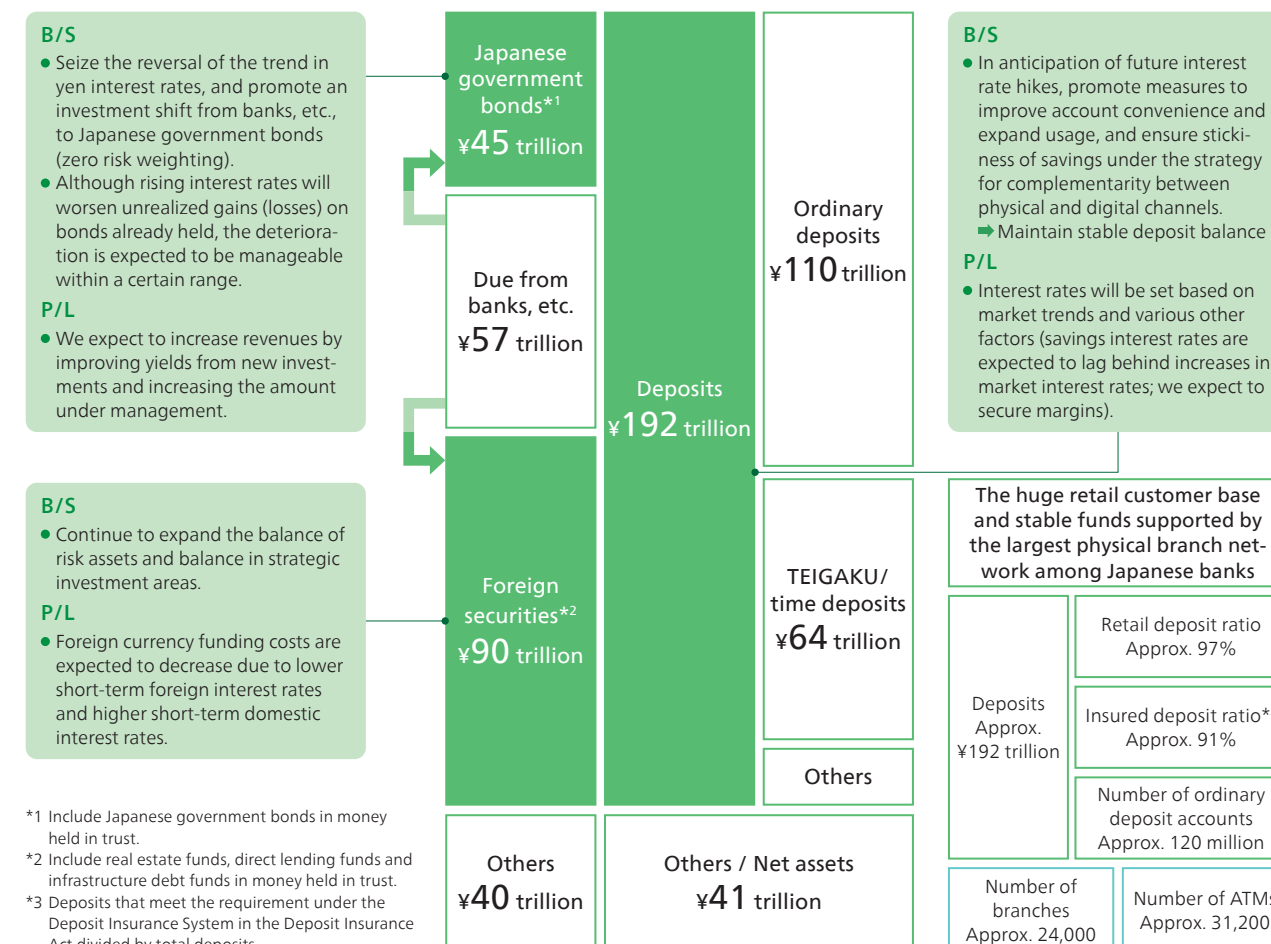 B/S
● Seize the reversal of the trend in
yen interest rates, and promote an
investment shift from banks, etc.,
to Japanese government bonds
(zero risk weighting).
● Although rising interest rates will
worsen unrealized gains (losses) on
bonds already held, the deteriora-
tion is expected to be manageable
within a certain range.
P/L
● We expect to increase revenues by
improving yields from new invest-
ments and increasing the amount
under management.
B/S
● Continue to expand the balance of
risk assets and balance in strategic
investment areas.
P/L
● Foreign currency funding costs are
expected to decrease due to lower
short-term foreign interest rates
and higher short-term domestic
interest rates.
*1 Include Japanese government bonds in money
held in trust.
*2 Include real estate funds, direct lending funds and
infrastructure debt funds in money held in trust.
*3 Deposits that meet the requirement under the
Deposit Insurance System in the Deposit Insurance
Act divided by total deposits
Japanese
government
bonds*1
¥45 trillion
Due from
banks, etc.
¥57 trillion
Foreign
securities*2
¥90 trillion
Others
¥40 trillion
Deposits
¥192 trillion
Ordinary
deposits
¥110 trillion
TEIGAKU/
time deposits
¥64 trillion
Others
Others / Net assets
¥41 trillion
B/S
● In anticipation of future interest
rate hikes, promote measures to
improve account convenience and
expand usage, and ensure sticki-
ness of savings under the strategy
for complementarity between
physical and digital channels.
➡ Maintain stable deposit balance
P/L
● Interest rates will be set based on
market trends and various other
factors (savings interest rates are
expected to lag behind increases in
market interest rates; we expect to
secure margins).
The huge retail customer base
and stable funds supported by
the largest physical branch net-
work among Japanese banks
Deposits
Approx.
¥192 trillion
Retail deposit ratio
Approx. 97%
Insured deposit ratio*
Approx. 91%
Number of ordinary
deposit accounts
Approx. 120 million
Number of
branches
Approx. 24,000
Number of ATMs
Approx. 31,200